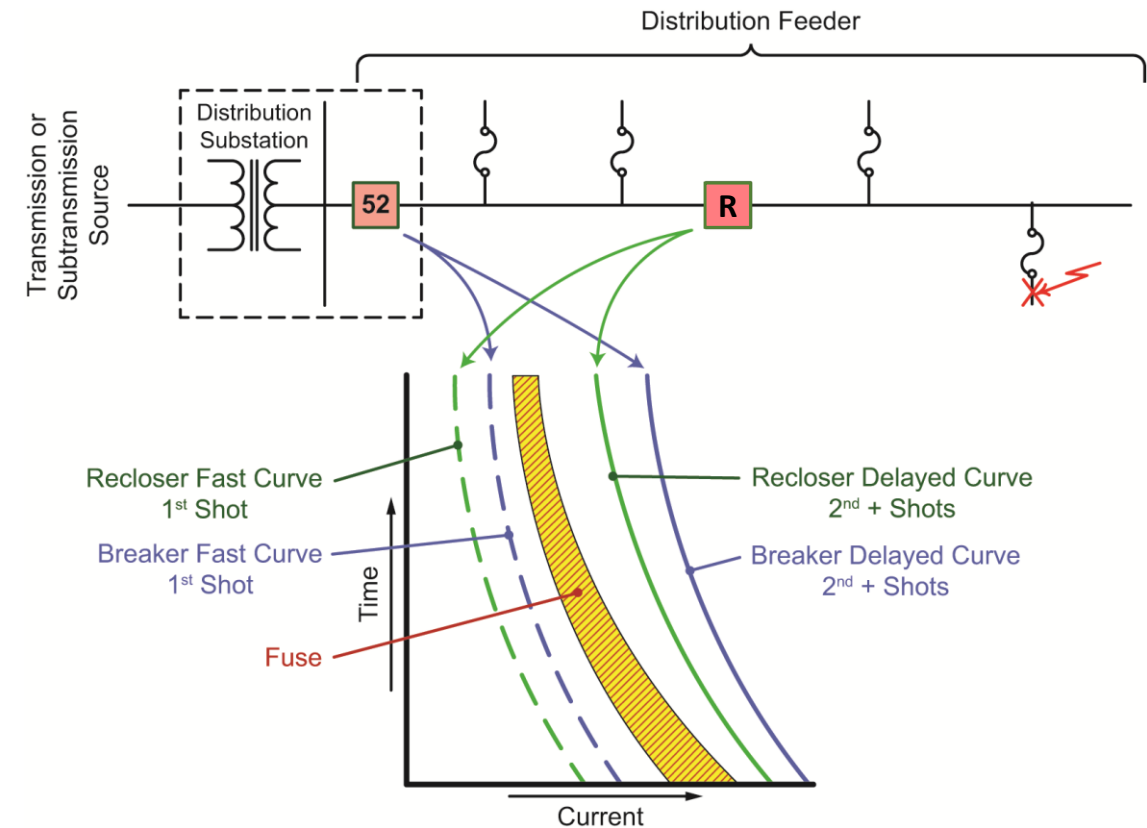 Distribution Feeder
Transmission or
Subtransmission
Source
Distribution
Substation
52
R
Recloser Fast Curve
1st Shot
Breaker Fast Curve
1st Shot
Fuse
Time
Recloser Delayed Curve
2nd + Shots
Breaker Delayed Curve
2nd + Shots
Current